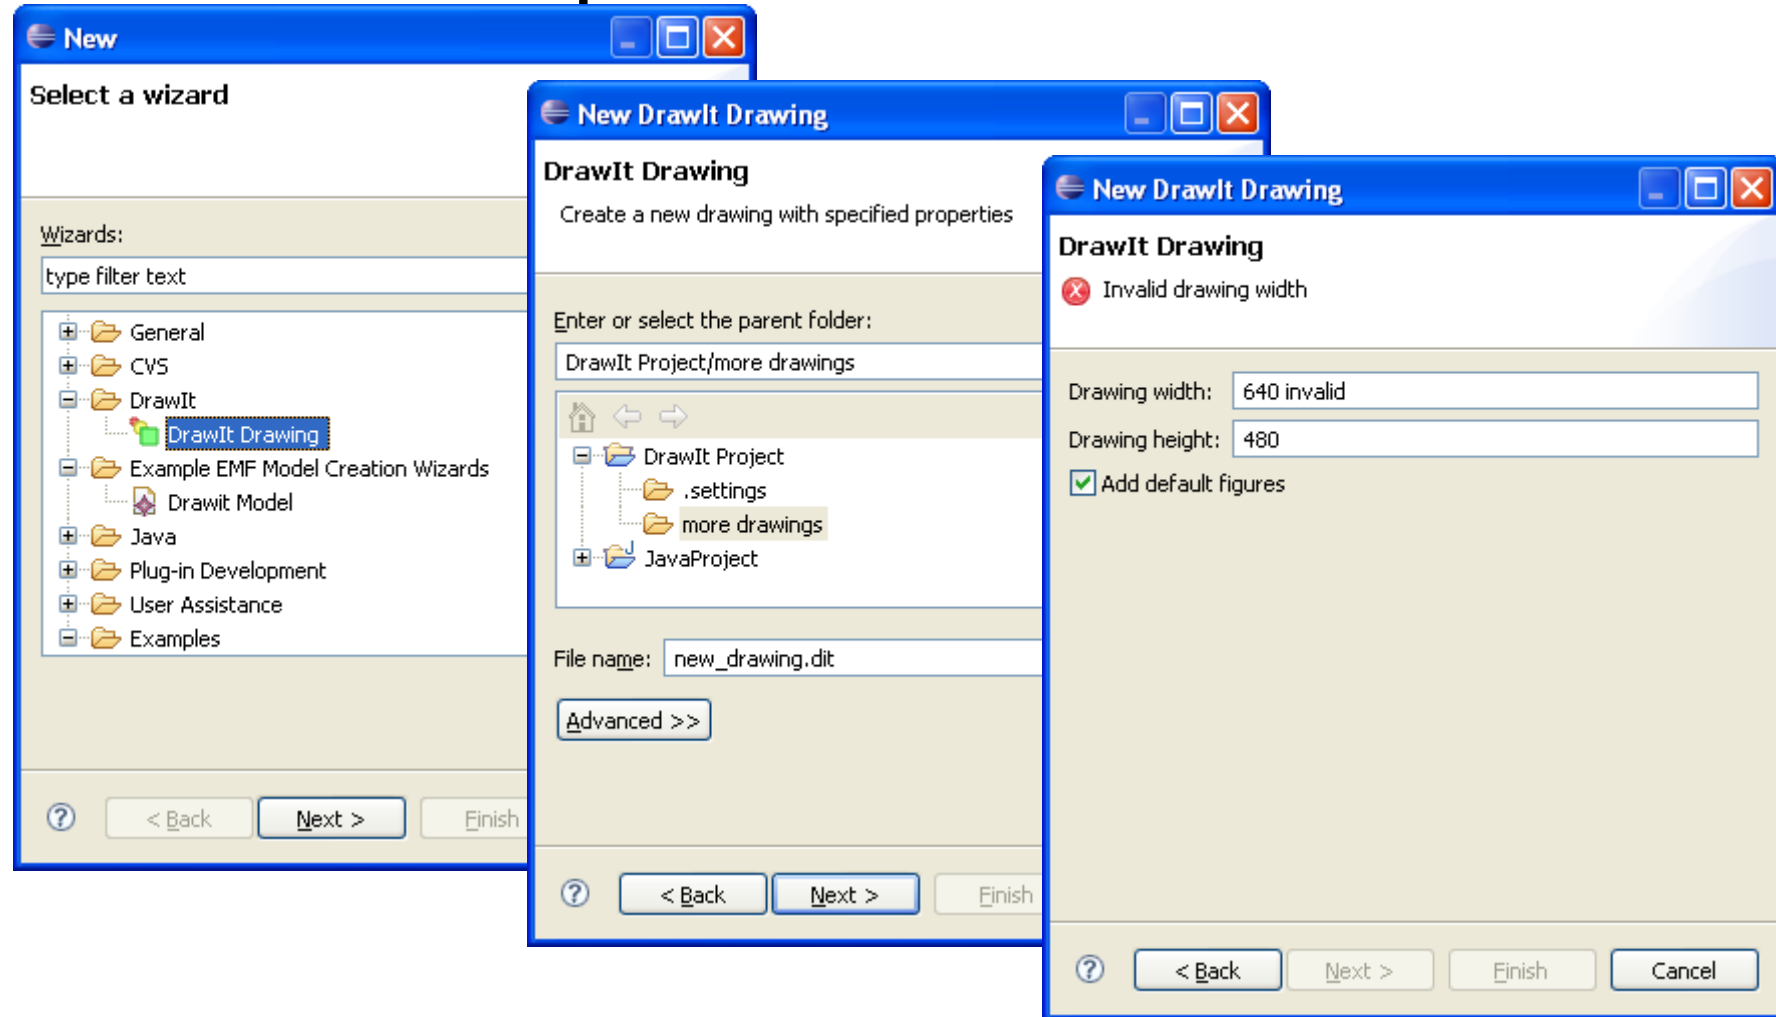 New
Select a wizard
Wizards:
type filter text
General
CVS
DrawIt
DrawIt Drawing
Example EMF Model Creation Wizards
Drawit Model
Java
Plug-in Development
User Assistance
Examples
< Back
Next >
Finish
New DrawIt Drawing
DrawIt Drawing
Create a new drawing with specified properties
Enter or select the parent folder:
DrawIt Project/more drawings
DrawIt Project
.settings
more drawings
JavaProject
File name: new_drawing.dit
Advanced >>
< Back
Next >
Finish
New DrawIt Drawing
DrawIt Drawing
Invalid drawing width
Drawing width: 640 invalid
Drawing height: 480
Add default figures
< Back
Next >
Finish
Cancel